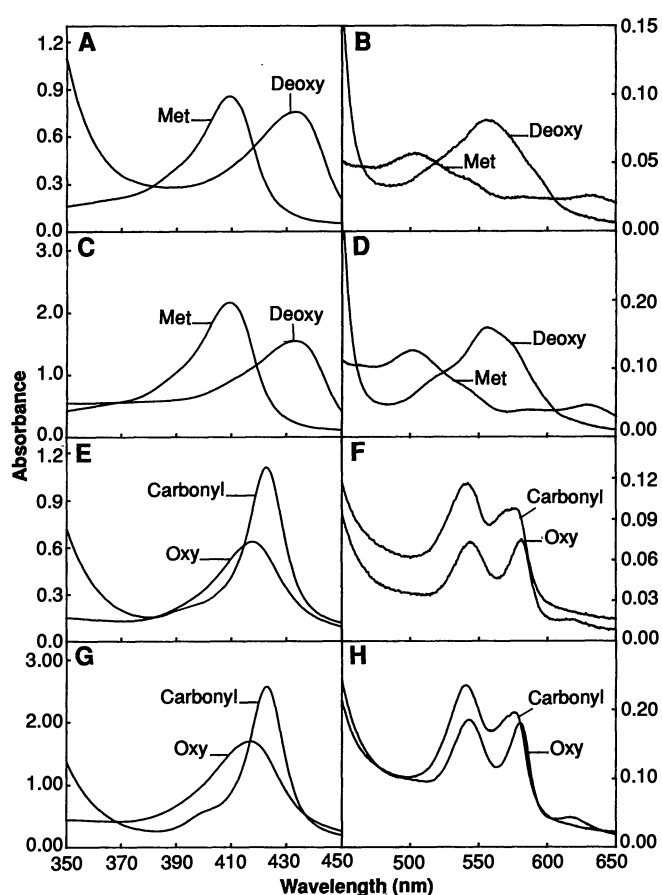 A
B
1.2
0.9
0.6
0.3
0.0
Met
Deoxy
Deoxy
Met
0.15
0.10
0.05
0.00
C
D
3.0
2.0
1.0
0.0
Met
Deoxy
Deoxy
Met
0.20
0.10
0.00
Absorbance
E
F
1.2
0.9
0.6
0.3
0.0
Carbonyl
Oxy
Carbonyl
Oxy
0.12
0.09
0.06
0.03
0.00
G
H
3.00
2.00
1.00
0.00
Carbonyl
Oxy
Carbonyl
Oxy
0.20
0.10
0.00
350 370 390 410 430 450 500 550 600 650
Wavelength (nm)